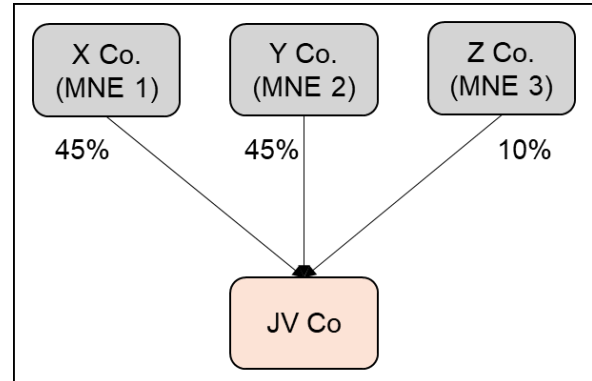 X Co.
(MNE 1)
Y Co.
(MNE 2)
Z Co.
(MNE 3)
45%
45%
10%
JV Co